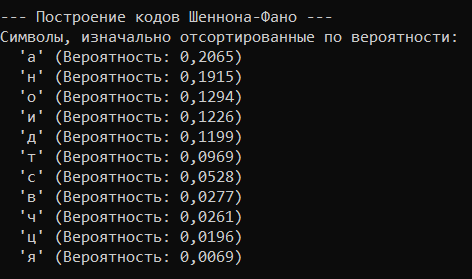 --- Построение кодов Шеннона-Фано ---
Символы, изначально отсортированные по вероятности:
'а' (Вероятность: 0,2065)
'н' (Вероятность: 0,1915)
'о' (Вероятность: 0,1294)
'и' (Вероятность: 0,1226)
'д' (Вероятность: 0,1199)
'т' (Вероятность: 0,0969)
'с' (Вероятность: 0,0528)
'в' (Вероятность: 0,0277)
'ч' (Вероятность: 0,0261)
'ц' (Вероятность: 0,0196)
'я' (Вероятность: 0,0069)